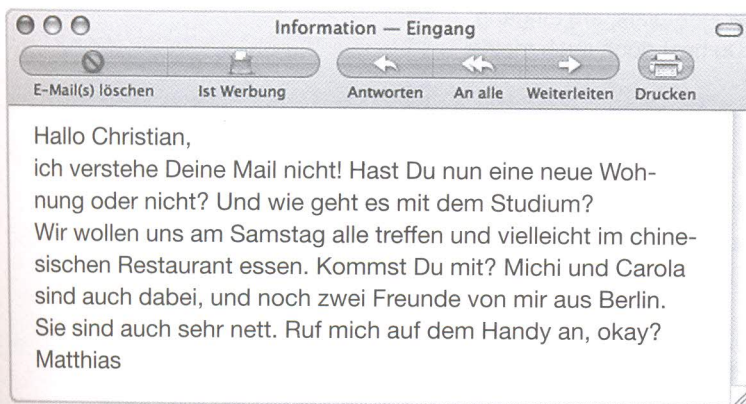 Information — Eingang
E-Mail(s) löschen Ist Werbung Antworten An alle Weiterleiten Drucken
Hallo Christian,
ich verstehe Deine Mail nicht! Hast Du nun eine neue Woh-
nung oder nicht? Und wie geht es mit dem Studium?
Wir wollen uns am Samstag alle treffen und vielleicht im chine-
sischen Restaurant essen. Kommst Du mit? Michi und Carola
sind auch dabei, und noch zwei Freunde von mir aus Berlin.
Sie sind auch sehr nett. Ruf mich auf dem Handy an, okay?
Matthias